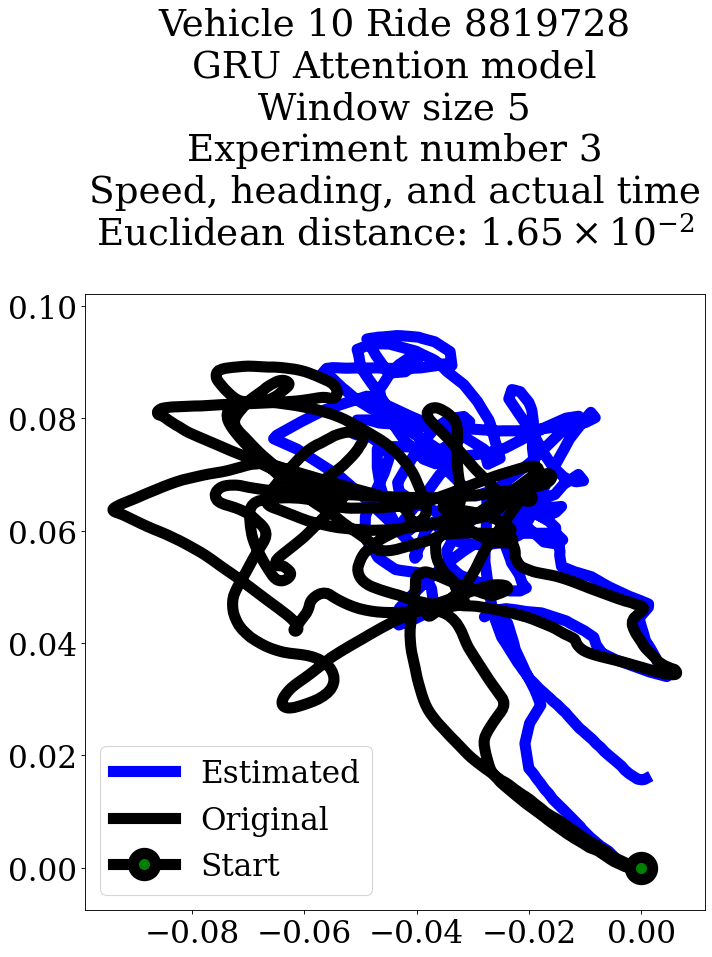 Vehicle 10 Ride 8819728
GRU Attention model
Window size 5
Experiment number 3
Speed, heading, and actual time
Euclidean distance: 1.65 × 10⁻²
0.10
0.08
0.06
0.04
0.02
0.00
Estimated
Original
Start
−0.08 −0.06 −0.04 −0.02 0.00